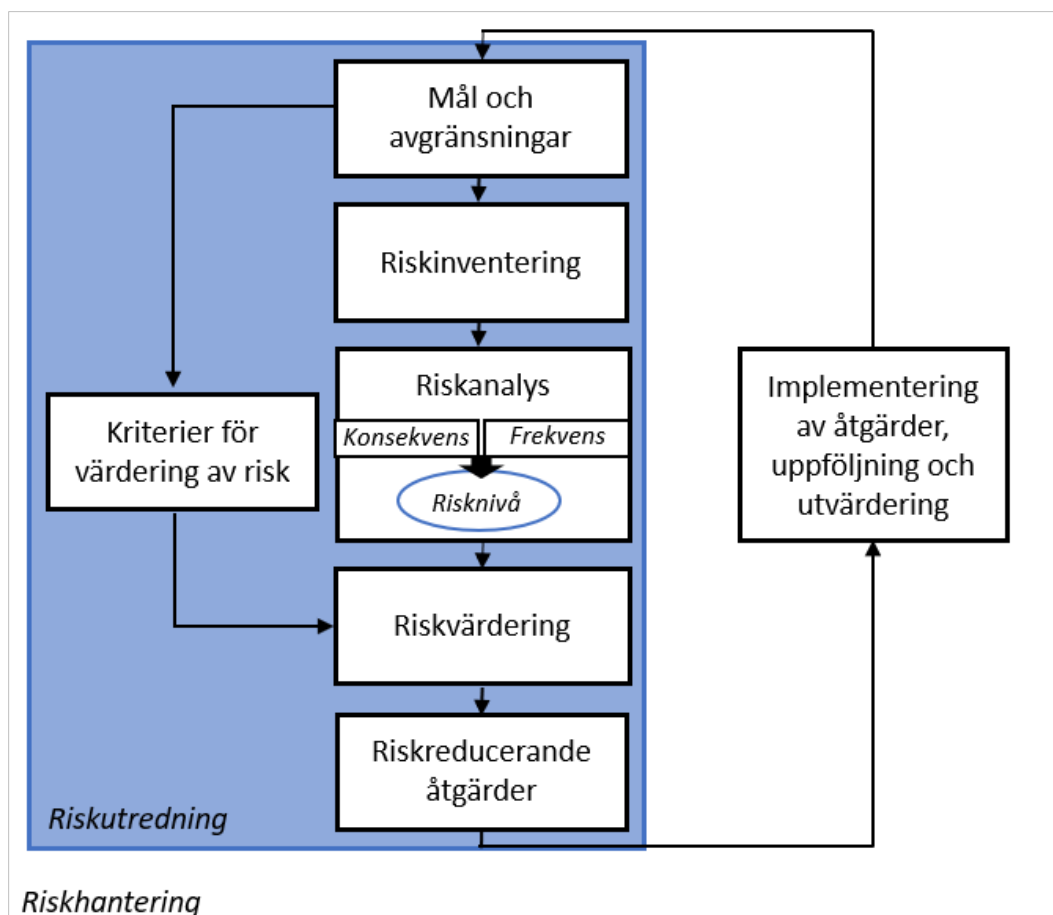 Mål och
avgränsningar
Riskinventering
Riskanalys
Konsekvens
Frekvens
Risknivå
Kriterier för
värdering av risk
Implementering
av åtgärder,
uppföljning och
utvärdering
Riskvärdering
Riskreducerande
åtgärder
Riskutredning
Riskhantering